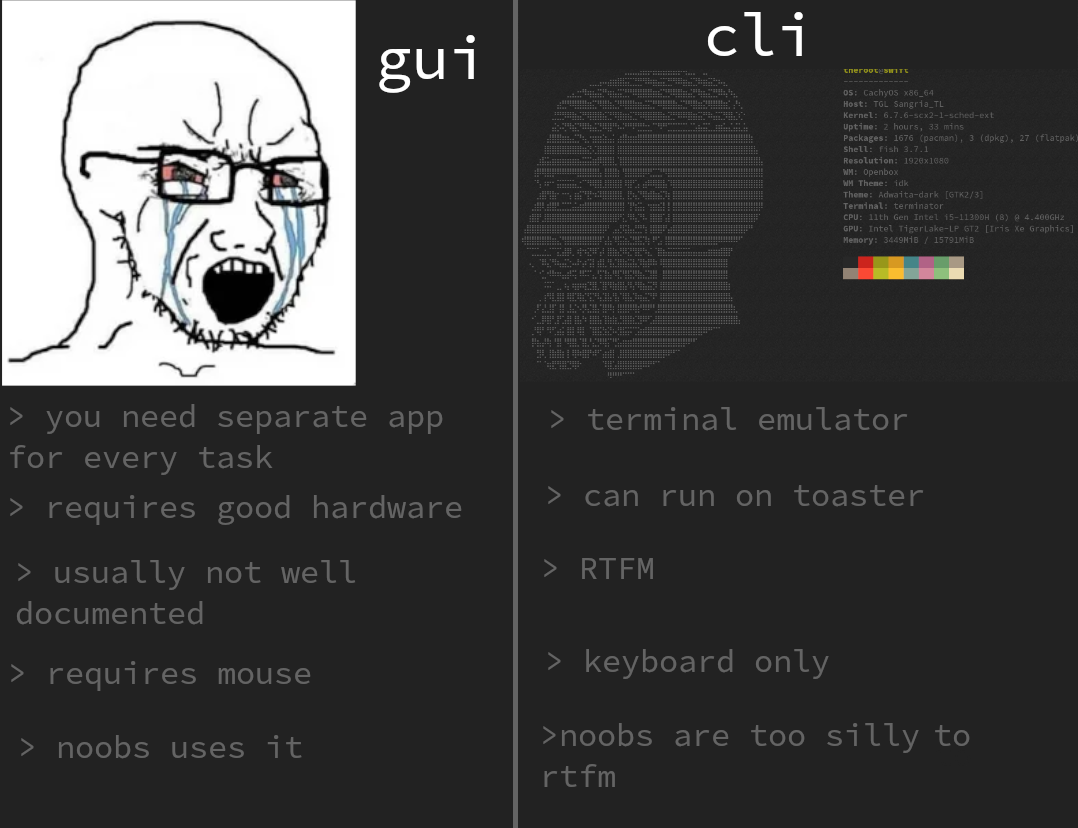 gui
> you need separate app
for every task
> requires good hardware
> usually not well
documented
> requires mouse
> noobs uses it
cli
theroot@swift
-------------
OS: CachyOS x86_64
Host: TGL Sangria_TL
Kernel: 6.7.6-scx2-1-sched-ext
Uptime: 2 hours, 33 mins
Packages: 1676 (pacman), 3 (dpkg), 27 (flatpak)
Shell: fish 3.7.1
Resolution: 1920x1080
WM: Openbox
WM Theme: idk
Theme: Adwaita-dark [GTK2/3]
Terminal: terminator
CPU: 11th Gen Intel i5-11300H (8) @ 4.400GHz
GPU: Intel TigerLake-LP GT2 [Iris Xe Graphics]
Memory: 3449MiB / 15791MiB
> terminal emulator
> can run on toaster
> RTFM
> keyboard only
>noobs are too silly to
rtfm